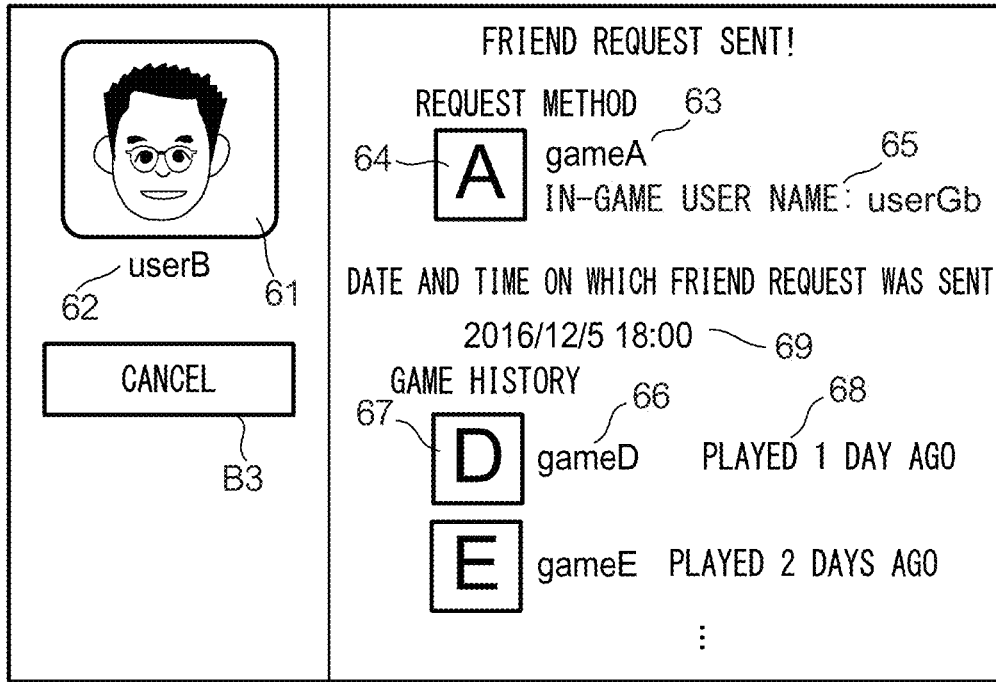 userB
62
61
CANCEL
B3
FRIEND REQUEST SENT!
REQUEST METHOD
63
64
A
gameA
65
IN-GAME USER NAME: userGb
DATE AND TIME ON WHICH FRIEND REQUEST WAS SENT
2016/12/5 18:00
69
GAME HISTORY
67
66
68
D
gameD
PLAYED 1 DAY AGO
E
gameE
PLAYED 2 DAYS AGO
⋮